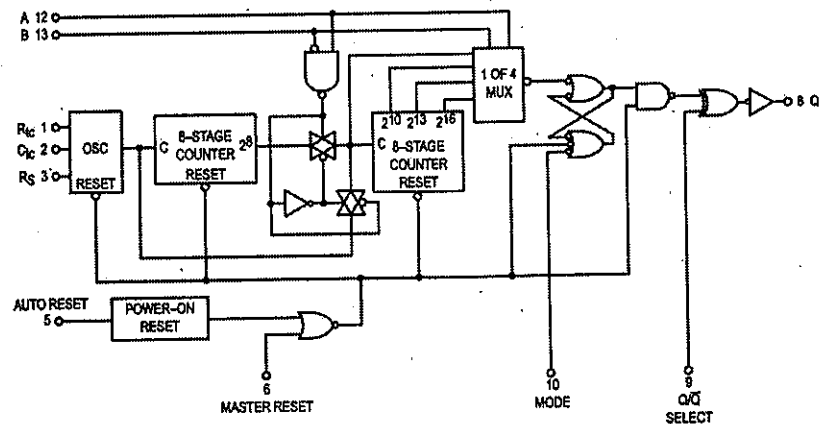 A 12
B 13
1 OF 4
MUX
2^10 2^13 2^16
R_tc 1
C_tc 2
R_S 3
OSC
RESET
C 8-STAGE 2^8
COUNTER
RESET
C 8-STAGE
COUNTER
RESET
8 Q
AUTO RESET
5
POWER-ON
RESET
6
MASTER RESET
10
MODE
9
Q/Q̅
SELECT